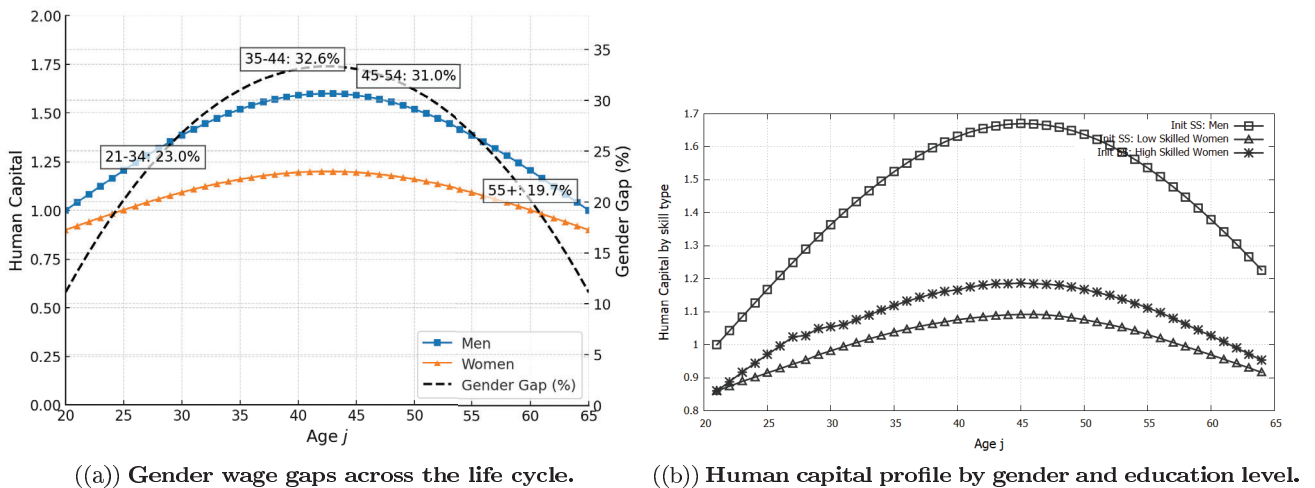 2.00
1.75
1.50
1.25
1.00
0.75
0.50
0.25
0.00
Human Capital
35-44: 32.6%
45-54: 31.0%
21-34: 23.0%
55+: 19.7%
Men
Women
Gender Gap (%)
35
30
25
20
15
10
5
0
Gender Gap (%)
20 25 30 35 40 45 50 55 60 65
Age j
((a)) Gender wage gaps across the life cycle.
1.7
1.6
1.5
1.4
1.3
1.2
1.1
1
0.9
0.8
Human Capital by skill type
Init SS: Men
Init SS: Low Skilled Women
Init SS: High Skilled Women
20 25 30 35 40 45 50 55 60 65
Age j
((b)) Human capital profile by gender and education level.